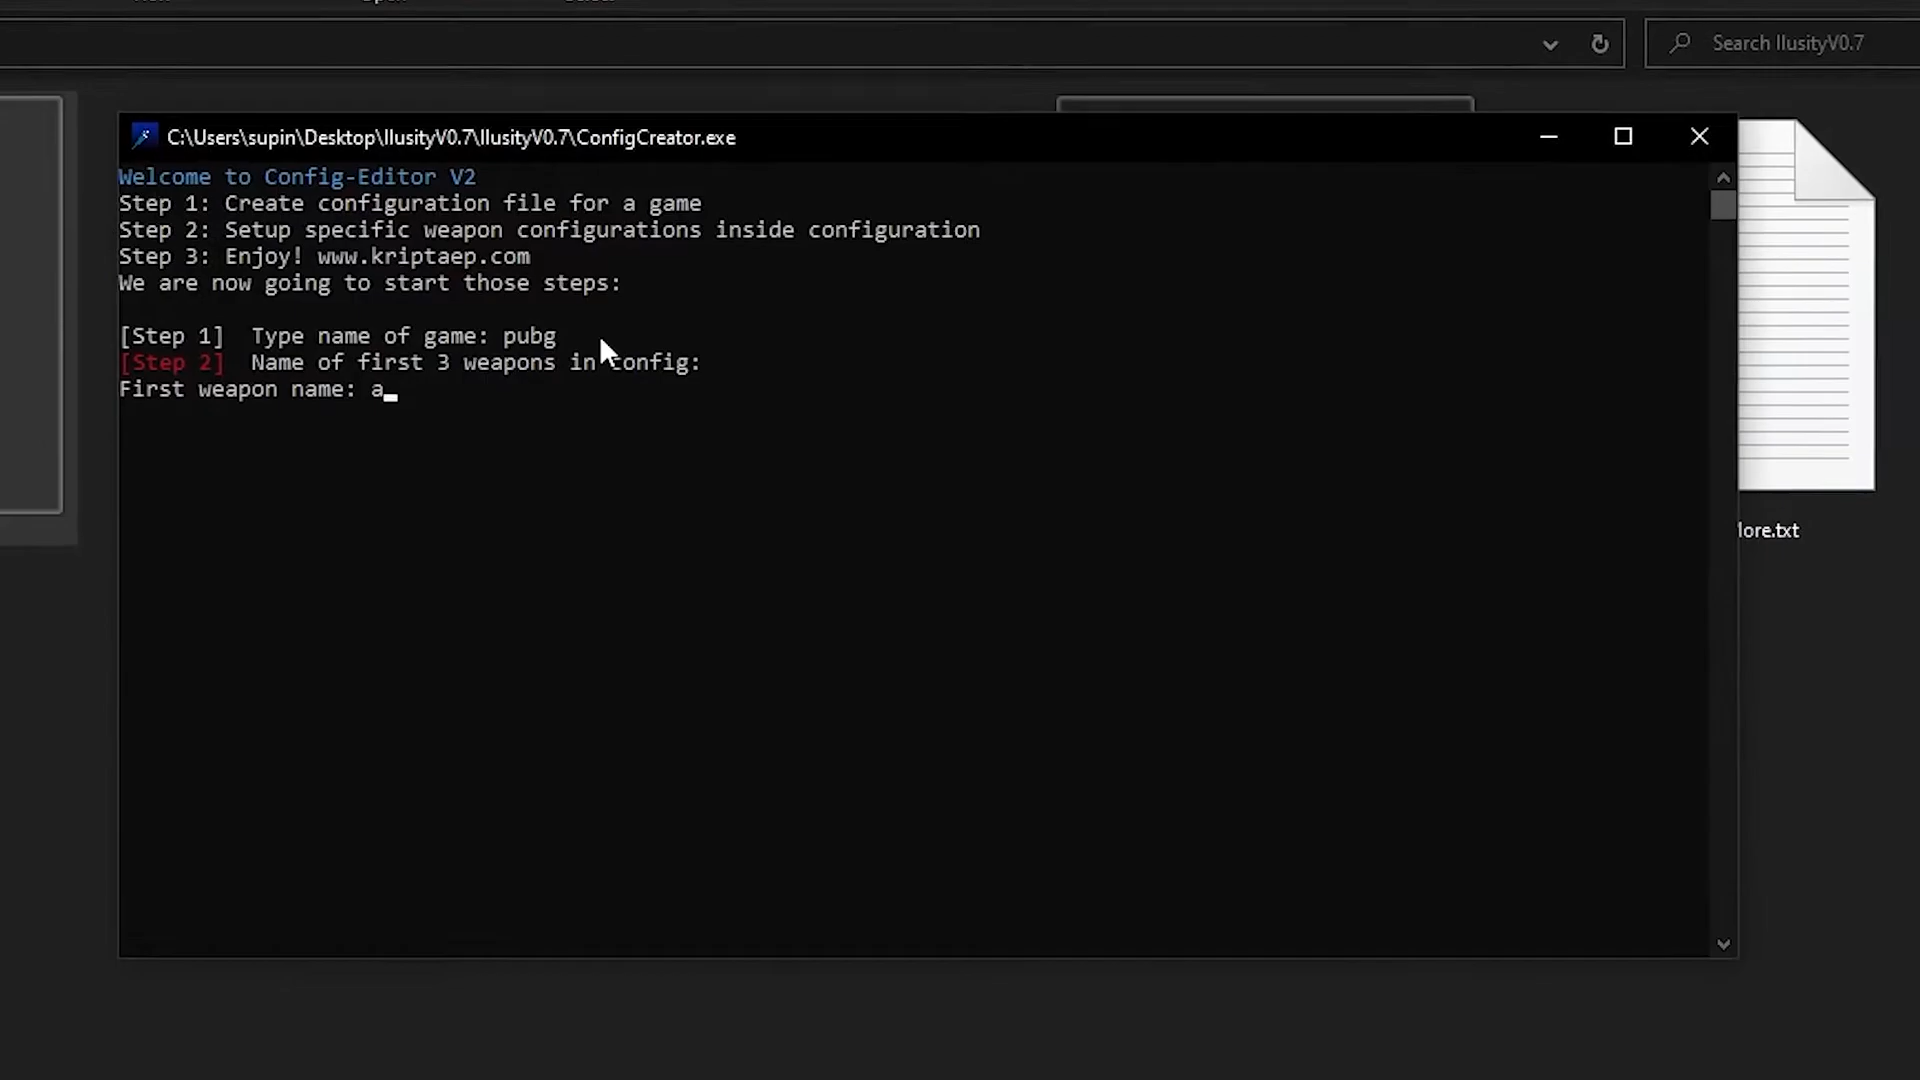 Search IlusityV0.7
C:\Users\supin\Desktop\IlusityV0.7\IlusityV0.7\ConfigCreator.exe
Welcome to Config-Editor V2
Step 1: Create configuration file for a game
Step 2: Setup specific weapon configurations inside configuration
Step 3: Enjoy! www.kriptaep.com
We are now going to start those steps:
[Step 1]  Type name of game: pubg
[Step 2]  Name of first 3 weapons in config:
First weapon name: a
lore.txt